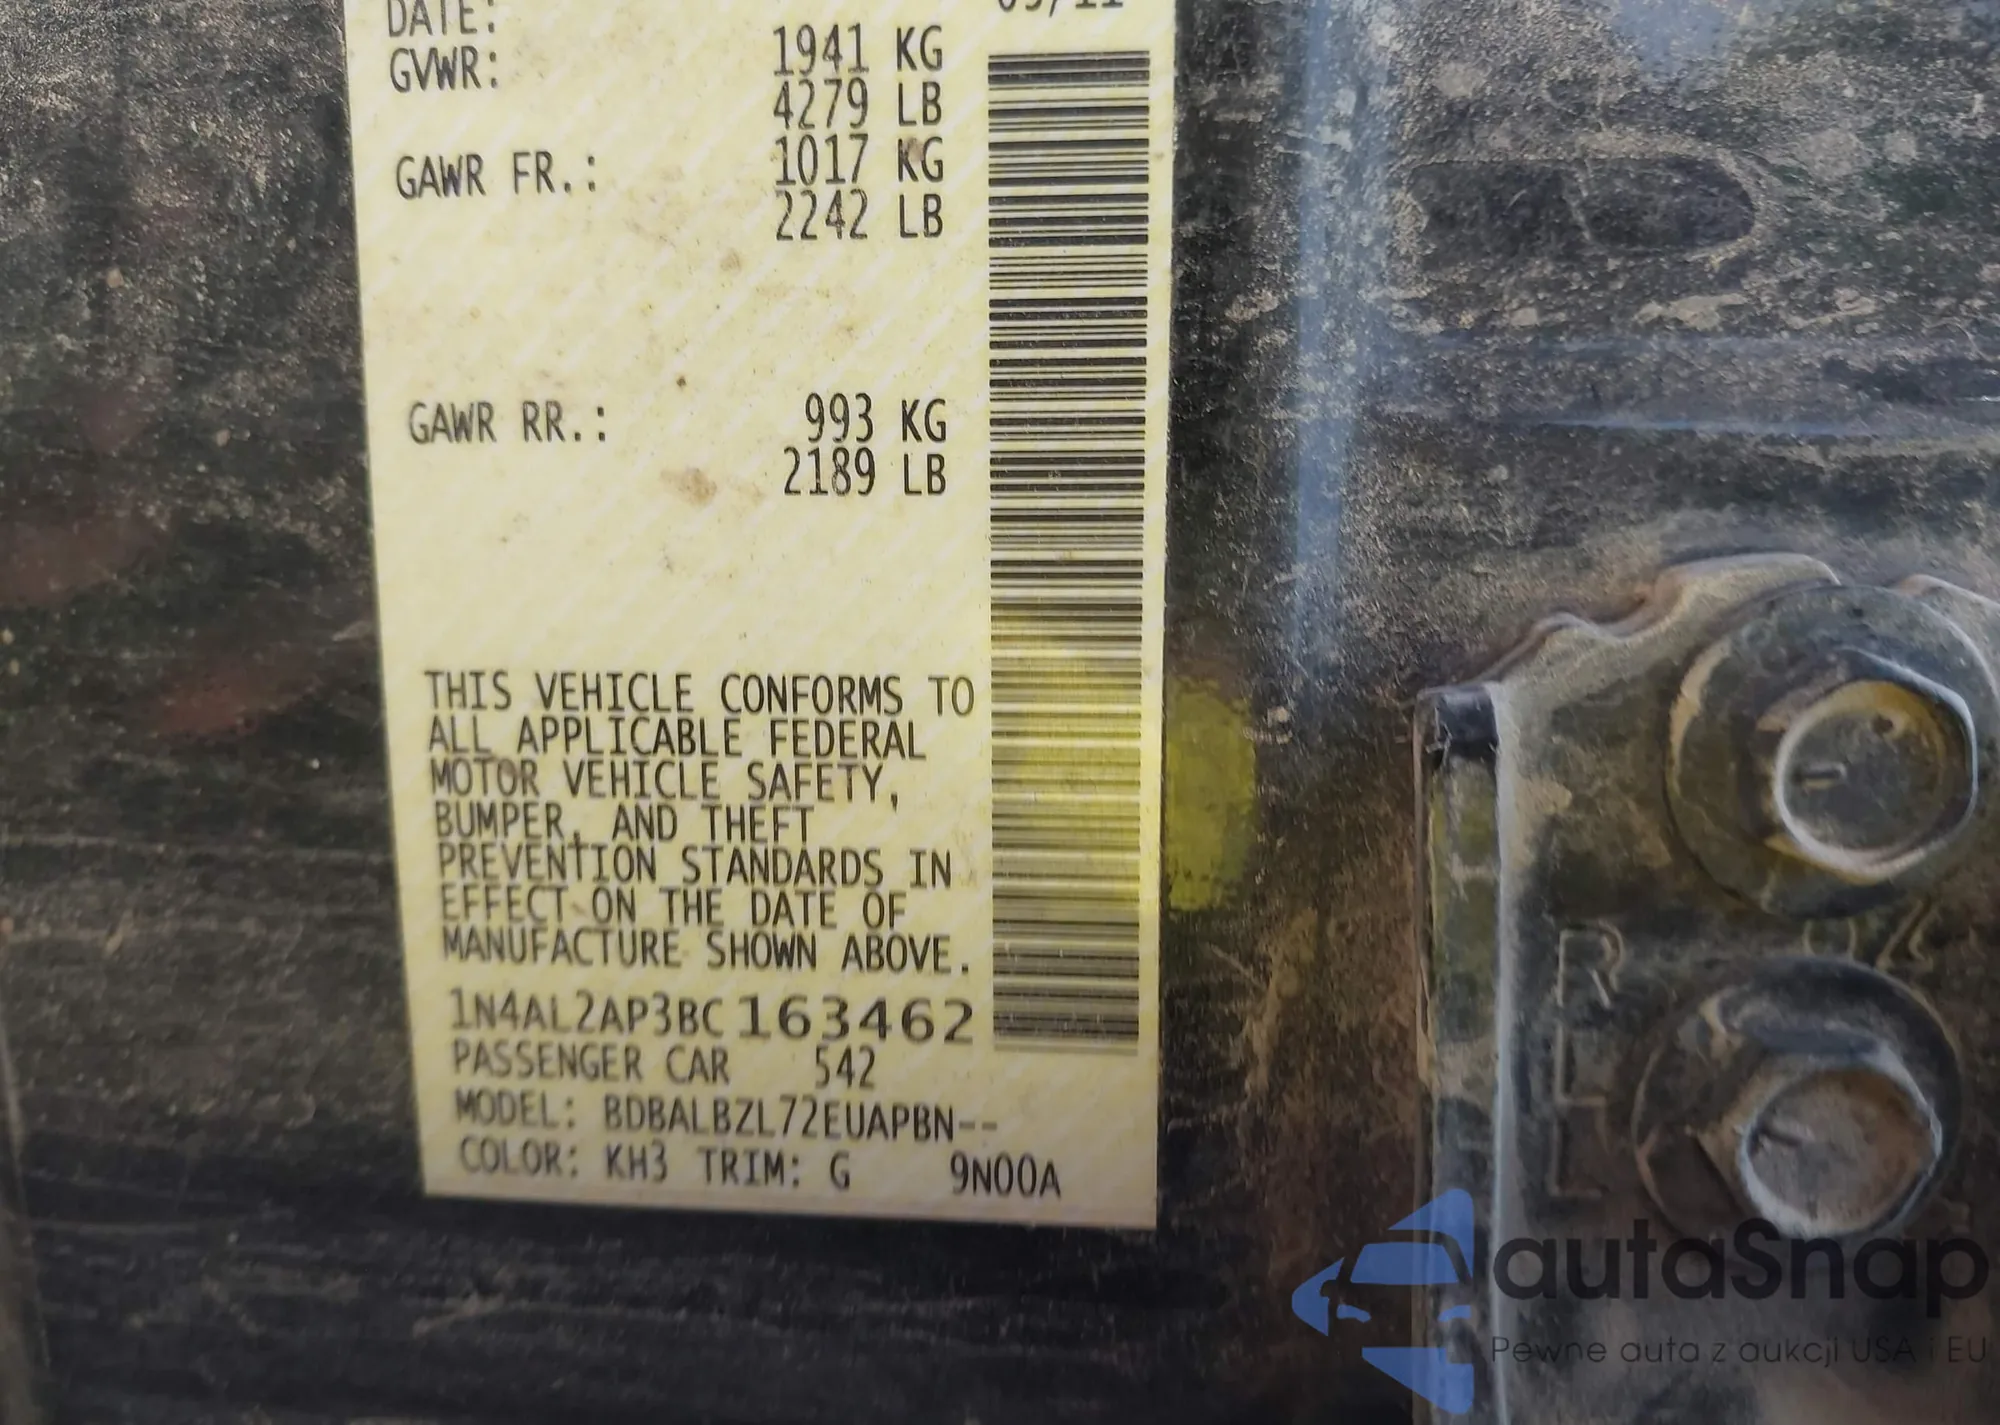 DATE:
GVWR: 1941 KG
4279 LB
GAWR FR.: 1017 KG
2242 LB
GAWR RR.: 993 KG
2189 LB
THIS VEHICLE CONFORMS TO
ALL APPLICABLE FEDERAL
MOTOR VEHICLE SAFETY,
BUMPER, AND THEFT
PREVENTION STANDARDS IN
EFFECT ON THE DATE OF
MANUFACTURE SHOWN ABOVE.
1N4AL2AP3BC163462
PASSENGER CAR 542
MODEL: BDBALBZL72EUAPBN--
COLOR: KH3 TRIM: G 9N00A
autaSnap
Pewne auta z aukcji USA i EU